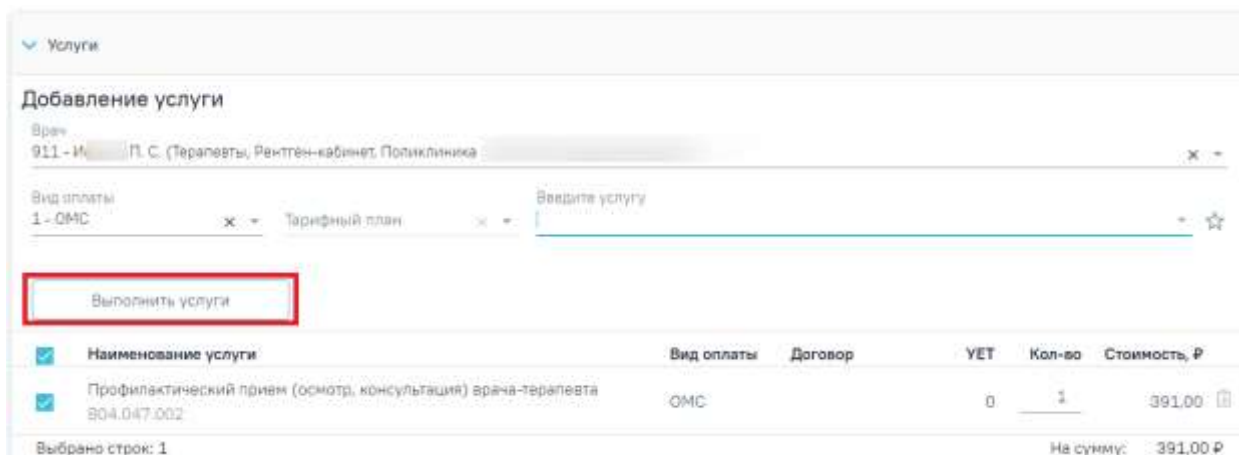 Услуги
Добавление услуги
Врач
911 - И П. С. (Терапевты, Рентген-кабинет, Поликлиника
Вид оплаты
1 - ОМС
Тарифный план
Введите услугу
Выполнить услуги
Наименование услуги Вид оплаты Договор УЕТ Кол-во Стоимость, ₽
Профилактический прием (осмотр, консультация) врача-терапевта ОМС 0 1 391,00
B04.047.002
Выбрано строк: 1 На сумму: 391,00 ₽